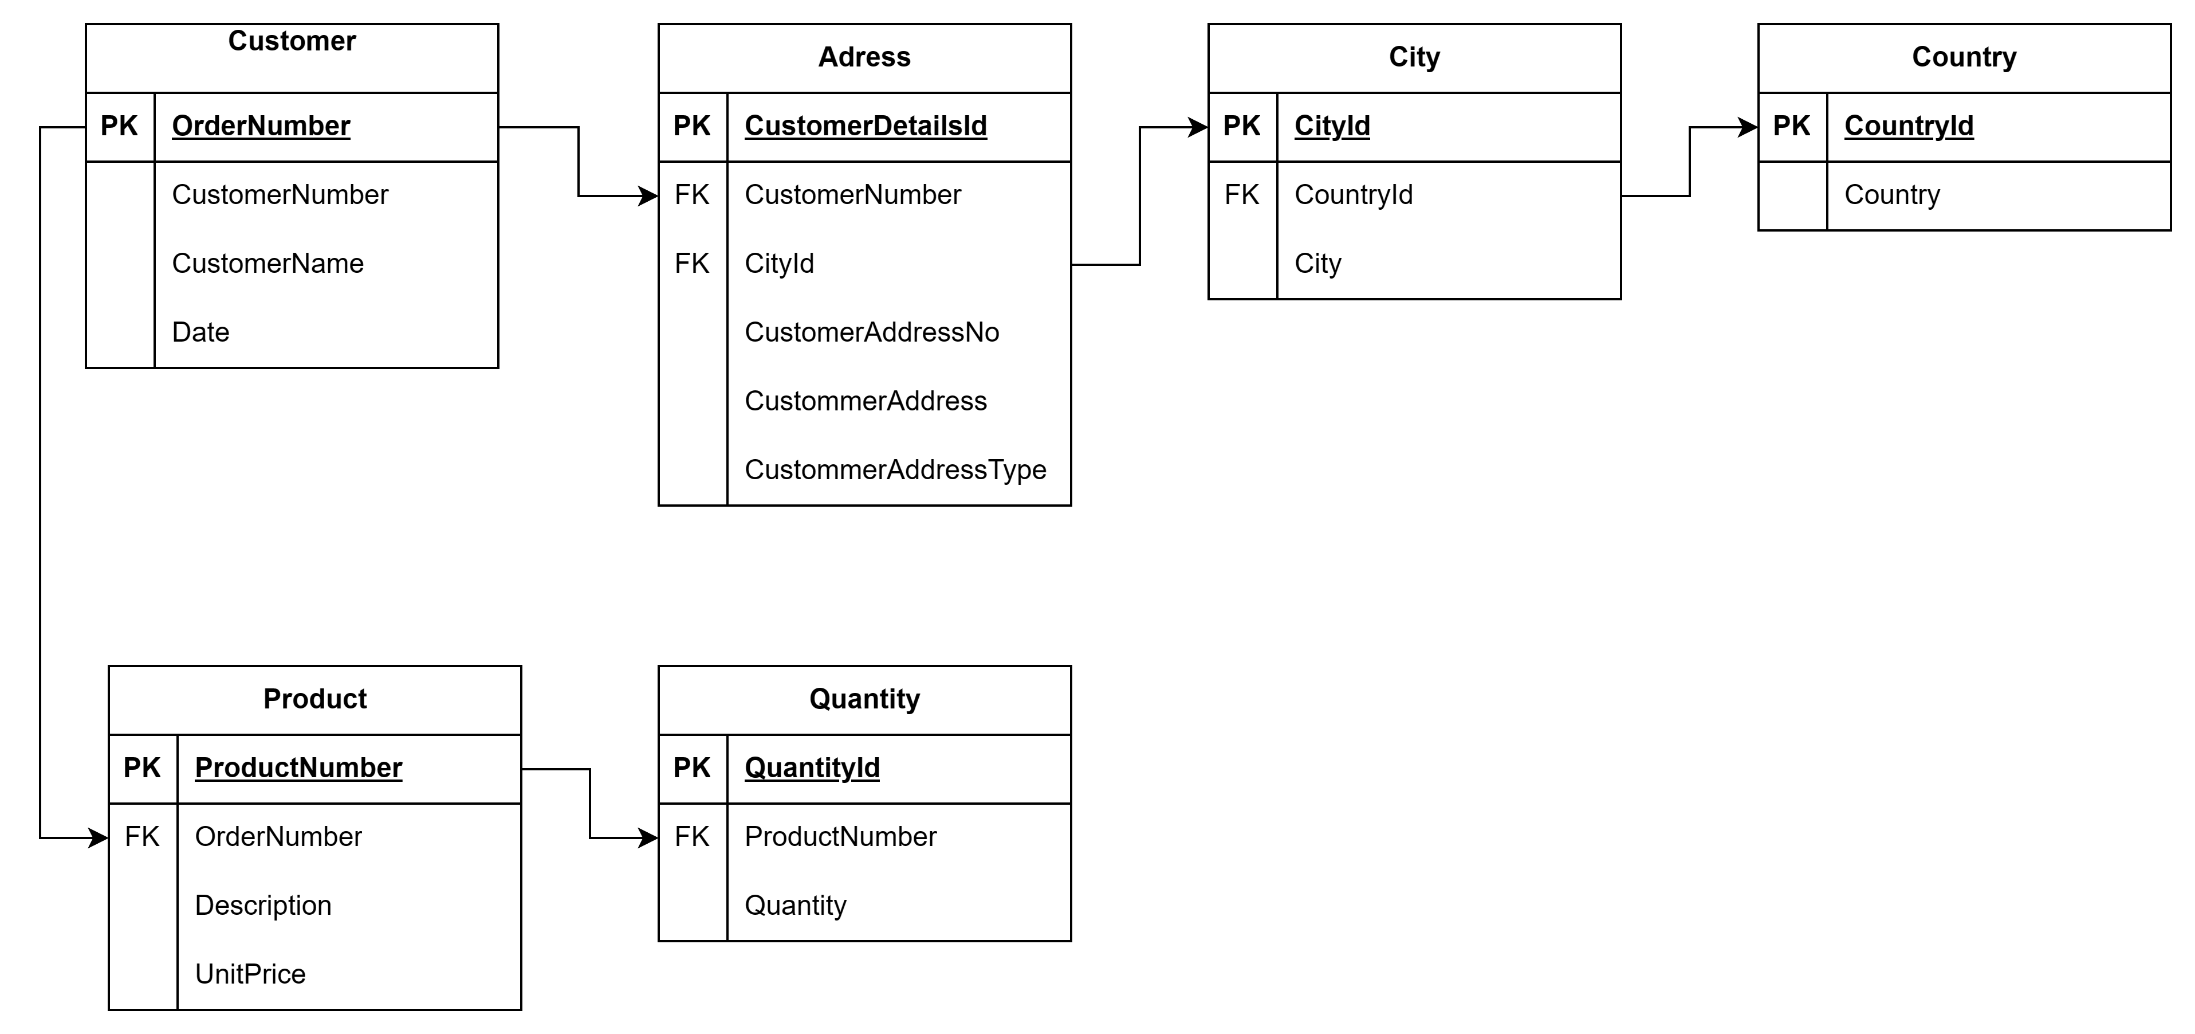 Customer
PK OrderNumber
CustomerNumber
CustomerName
Date
Adress
PK CustomerDetailsId
FK CustomerNumber
FK CityId
CustomerAddressNo
CustommerAddress
CustommerAddressType
City
PK CityId
FK CountryId
City
Country
PK CountryId
Country
Product
PK ProductNumber
FK OrderNumber
Description
UnitPrice
Quantity
PK QuantityId
FK ProductNumber
Quantity